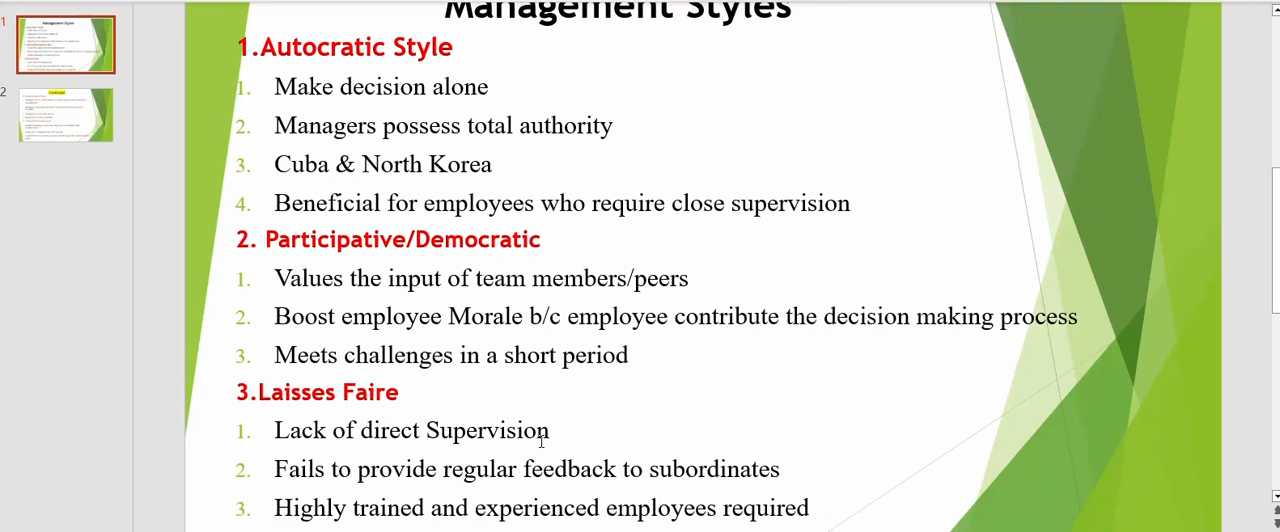 Management Styles
1.Autocratic Style
1. Make decision alone
2. Managers possess total authority
3. Cuba & North Korea
4. Beneficial for employees who require close supervision
2. Participative/Democratic
1. Values the input of team members/peers
2. Boost employee Morale b/c employee contribute the decision making process
3. Meets challenges in a short period
3.Laisses Faire
1. Lack of direct Supervision
2. Fails to provide regular feedback to subordinates
3. Highly trained and experienced employees required
1
2